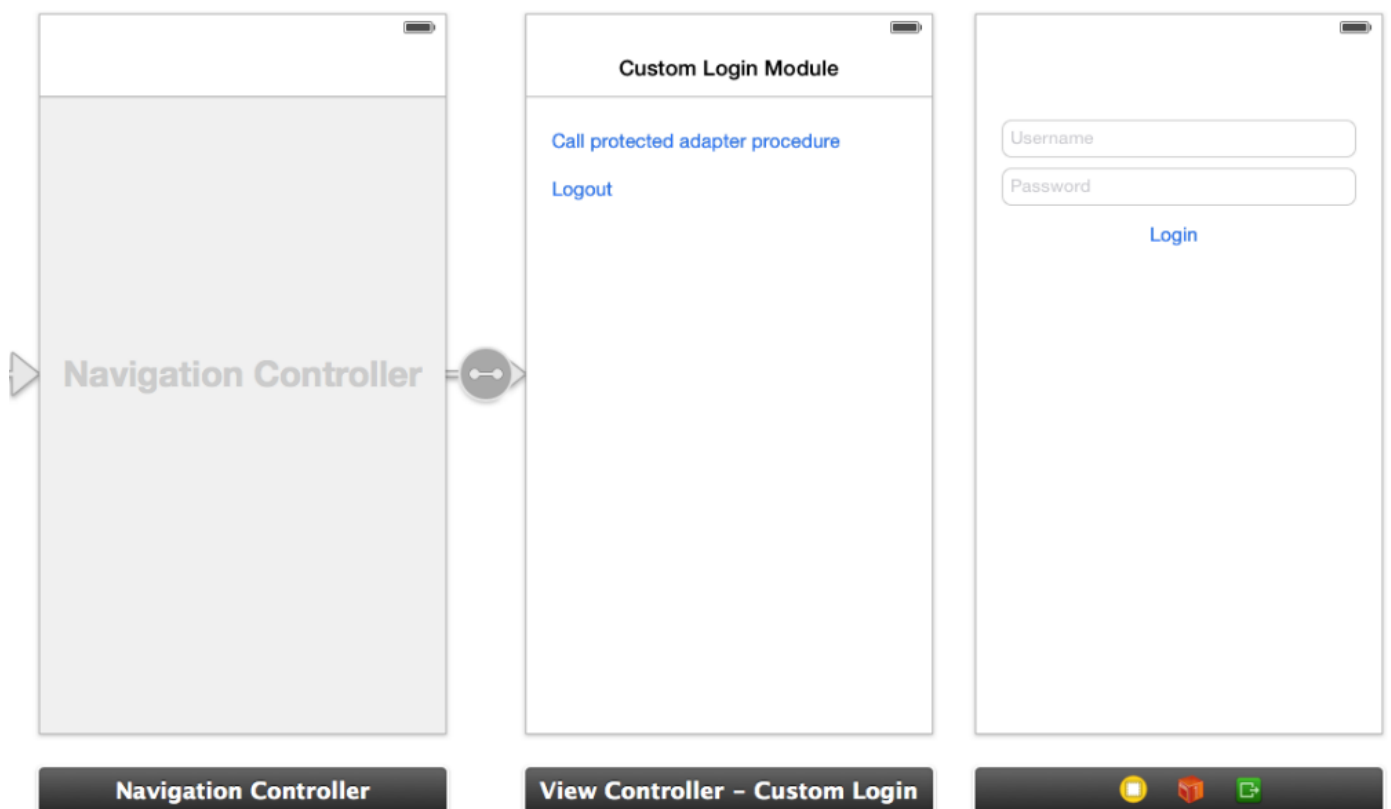 Navigation Controller
Navigation Controller
Custom Login Module
Call protected adapter procedure
Logout
View Controller – Custom Login
Username
Password
Login